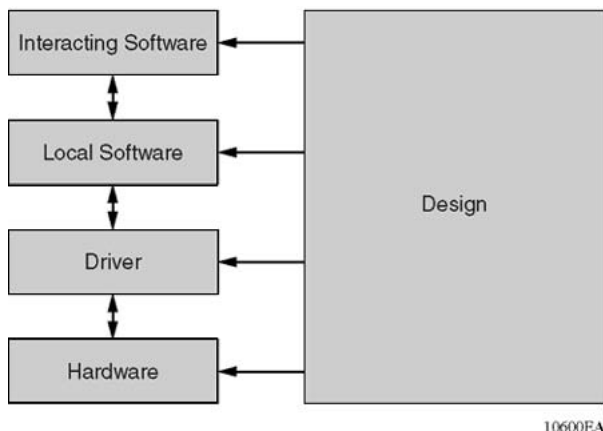 Interacting Software
Local Software
Design
Driver
Hardware
10600EA